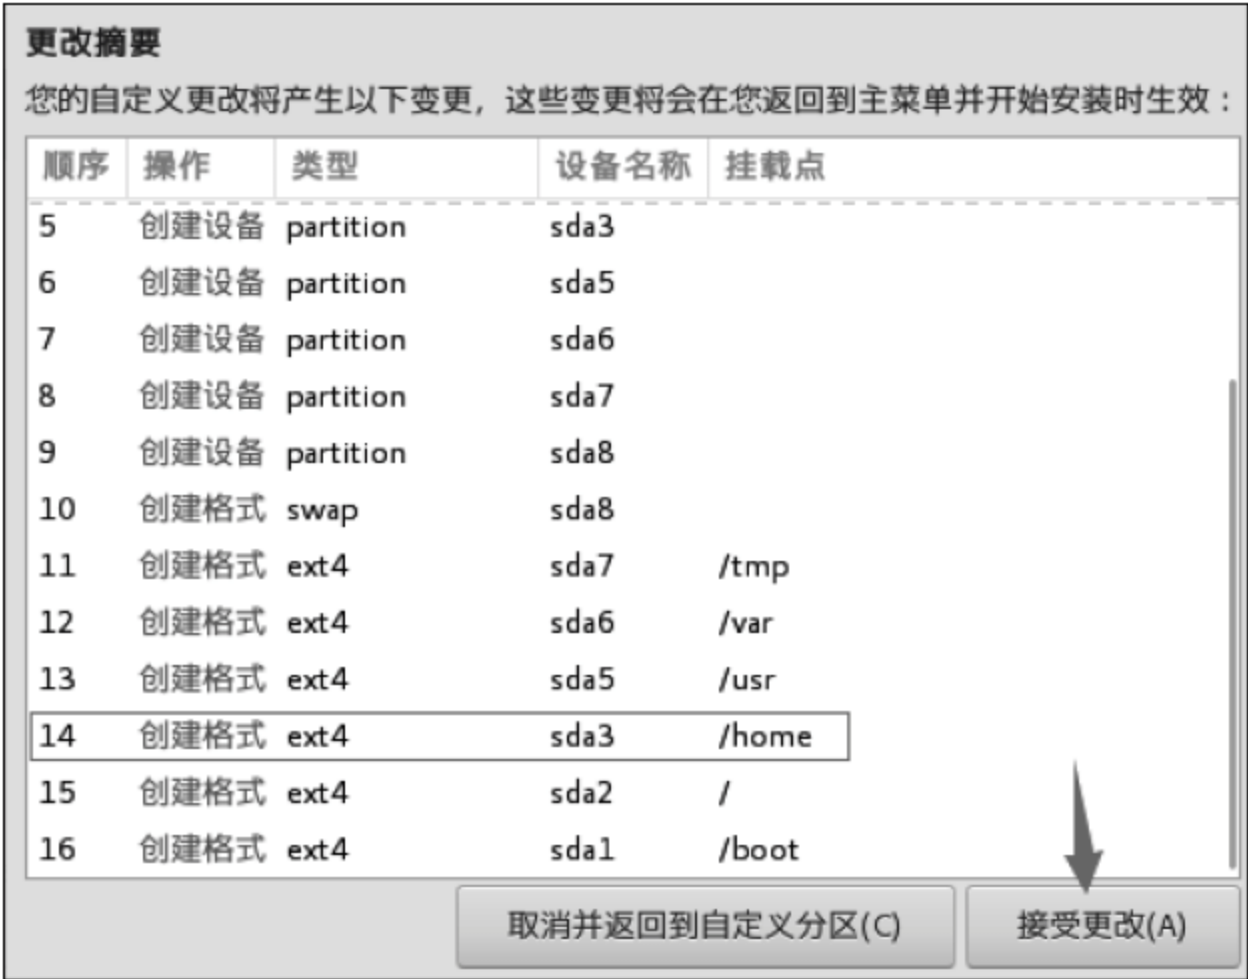 更改摘要
您的自定义更改将产生以下变更，这些变更将会在您返回到主菜单并开始安装时生效：
顺序 操作 类型 设备名称 挂载点
5 创建设备 partition sda3
6 创建设备 partition sda5
7 创建设备 partition sda6
8 创建设备 partition sda7
9 创建设备 partition sda8
10 创建格式 swap sda8
11 创建格式 ext4 sda7 /tmp
12 创建格式 ext4 sda6 /var
13 创建格式 ext4 sda5 /usr
14 创建格式 ext4 sda3 /home
15 创建格式 ext4 sda2 /
16 创建格式 ext4 sda1 /boot
取消并返回到自定义分区(C) 接受更改(A)